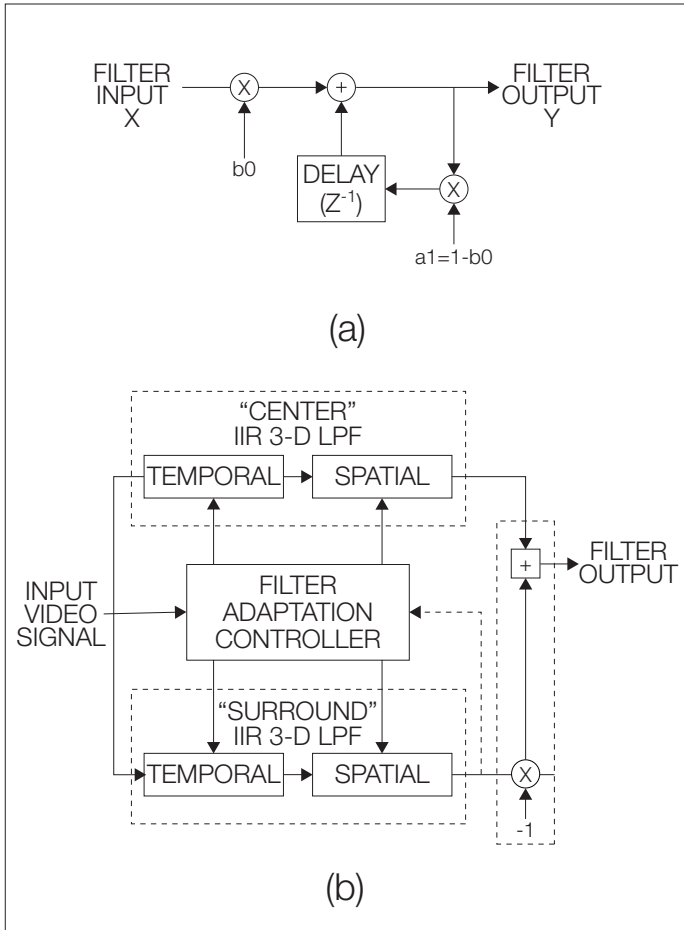 FILTER
INPUT
X
X
+
FILTER
OUTPUT
Y
b0
DELAY
(Z-1)
X
a1=1-b0
(a)
“CENTER”
IIR 3-D LPF
TEMPORAL
SPATIAL
INPUT
VIDEO
SIGNAL
FILTER
ADAPTATION
CONTROLLER
+
FILTER
OUTPUT
“SURROUND”
IIR 3-D LPF
TEMPORAL
SPATIAL
X
-1
(b)